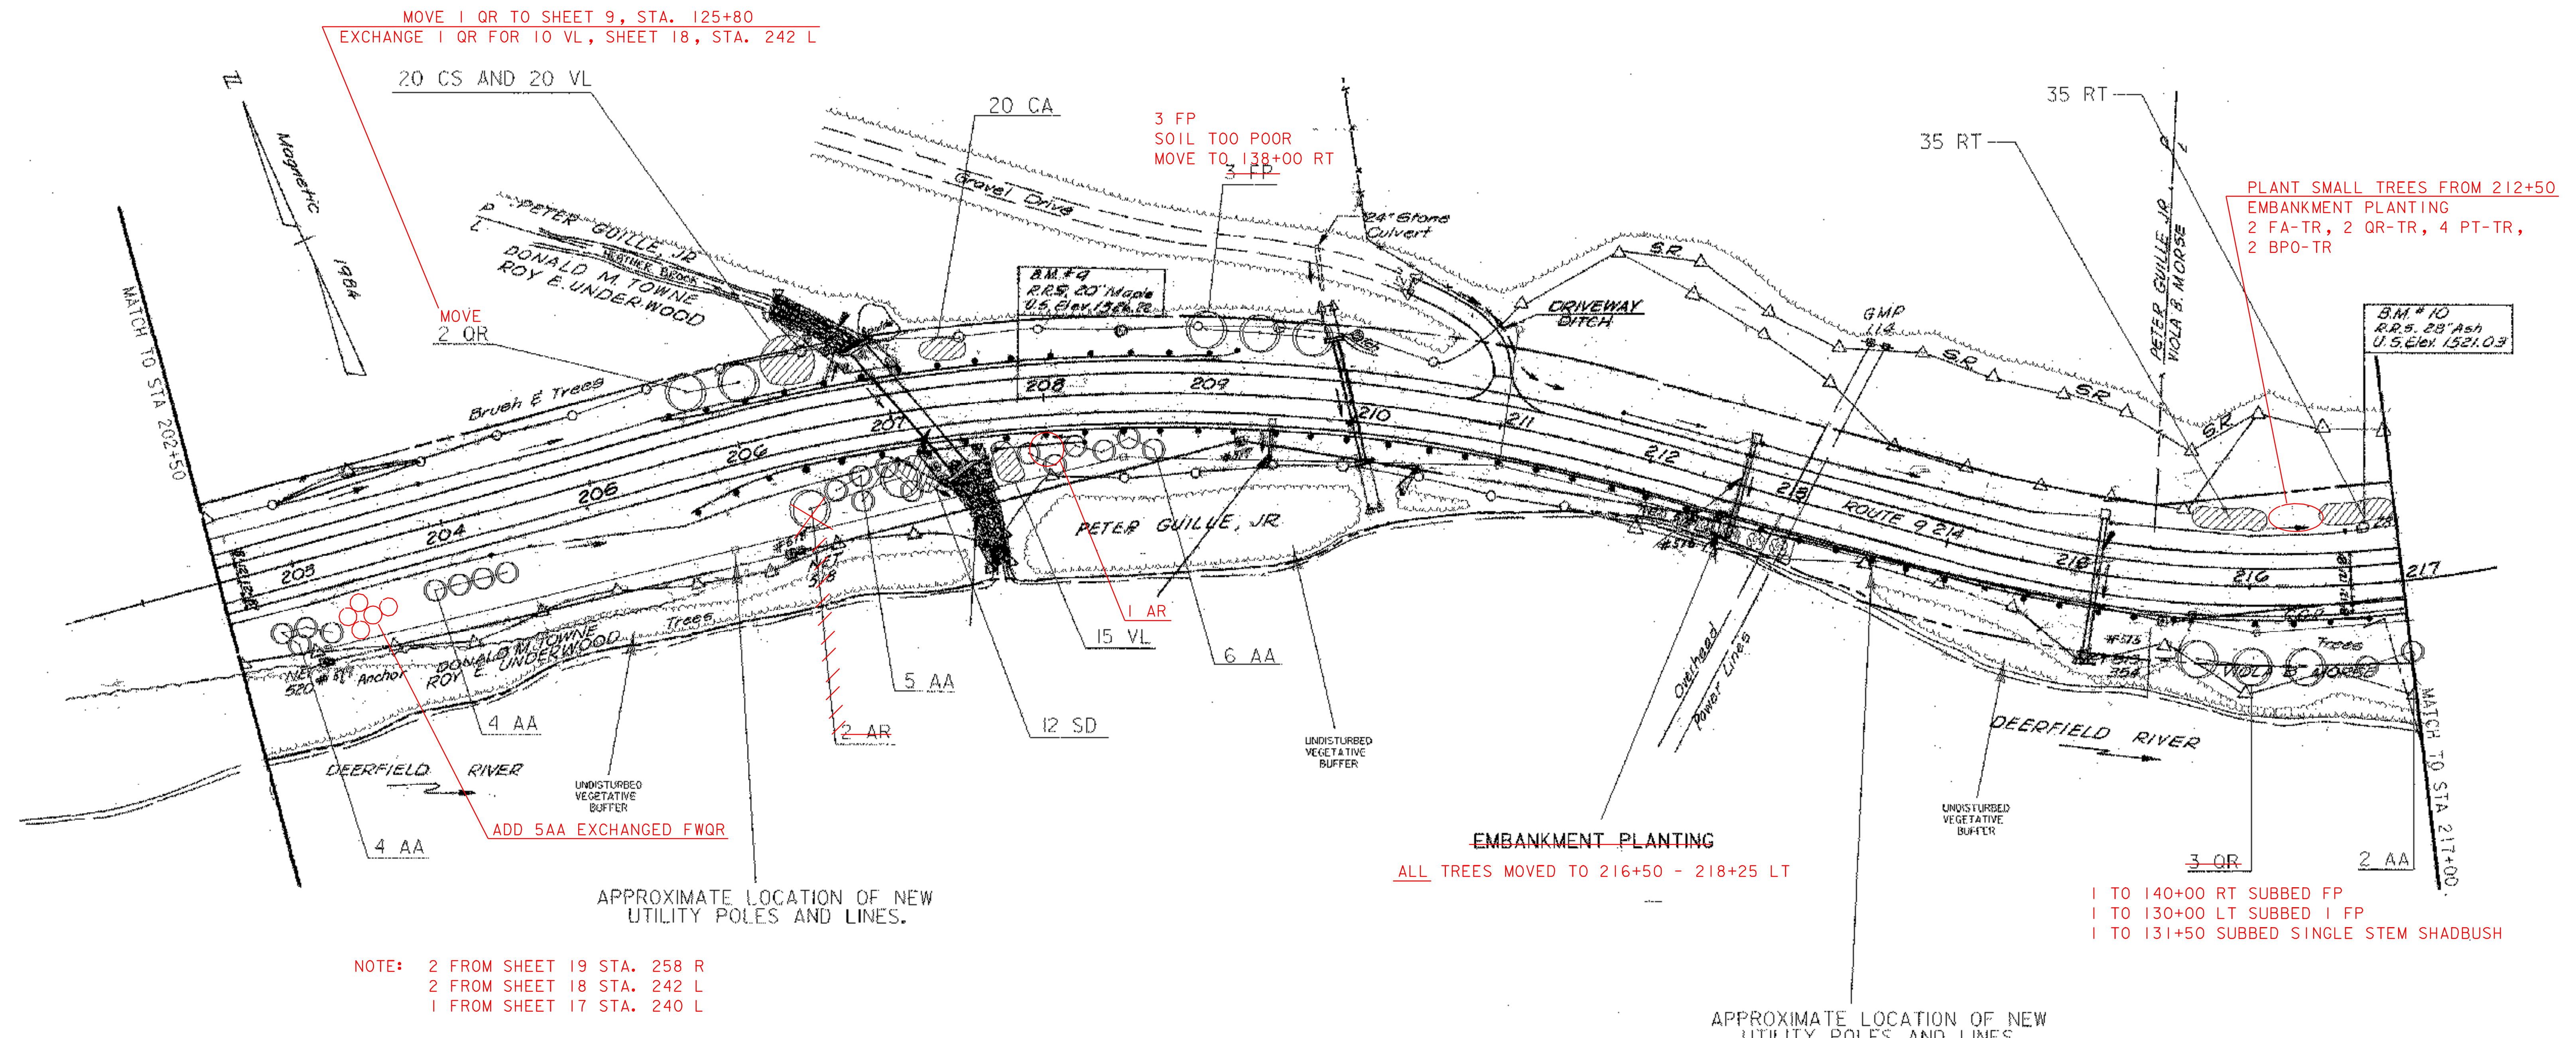 MOVE 1 QR TO SHEET 9, STA. 125+80
EXCHANGE 1 QR FOR 10 VL, SHEET 18, STA. 242 L
20 CS AND 20 VL
20 CA
3 FP
SOIL TOO POOR
MOVE TO 138+00 RT
3 FP
35 RT
35 RT
PLANT SMALL TREES FROM 212+50
EMBANKMENT PLANTING
2 FA-TR, 2 QR-TR, 4 PT-TR,
2 BPO-TR
Magnetic
1984
Gravel Drive
24" Stone
Culvert
P
L
PETER GUILLE JR
HEATHER BROOK
DONALD M. TOWNE
ROY E. UNDERWOOD
B.M. #9
R.R.S. 20" Maple
DRIVEWAY
DITCH
GMP
114
S.R.
S.R.
S.R.
S.R.
PETER GUILLE JR
VIOLA B. MORSE
B.M. #10
R.R.S. 28" Ash
U.S. Elev. 1521.03
MATCH TO STA 202+50
MOVE
2 QR
Brush & Trees
203
204
205
206
207
208
209
210
211
212
213
ROUTE 9
214
216
217
PETER GUILLE, JR.
Trees
DONALD M. TOWNE
ROY E. UNDERWOOD
NET
520
Anchor
1 AR
15 VL
6 AA
5 AA
4 AA
2 AR
12 SD
Overhead
Power Lines
Trees
VIOLA B MORSE
354
DEERFIELD RIVER
DEERFIELD RIVER
UNDISTURBED
VEGETATIVE
BUFFER
UNDISTURBED
VEGETATIVE
BUFFER
UNDISTURBED
VEGETATIVE
BUFFER
MATCH TO STA 217+00
ADD 5AA EXCHANGED FWQR
4 AA
EMBANKMENT PLANTING
ALL TREES MOVED TO 216+50 - 218+25 LT
3 QR
2 AA
1 TO 140+00 RT SUBBED FP
1 TO 130+00 LT SUBBED 1 FP
1 TO 131+50 SUBBED SINGLE STEM SHADBUSH
APPROXIMATE LOCATION OF NEW
UTILITY POLES AND LINES.
NOTE: 2 FROM SHEET 19 STA. 258 R
2 FROM SHEET 18 STA. 242 L
1 FROM SHEET 17 STA. 240 L
APPROXIMATE LOCATION OF NEW
UTILITY POLES AND LINES